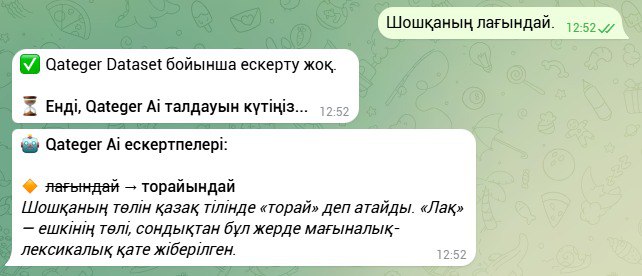 Шошқаның лағындай. 12:52
✅ Qateger Dataset бойынша ескерту жоқ.
⏳ Енді, Qateger Ai талдауын күтіңіз... 12:52
🤖 Qateger Ai ескертпелері:
🔸 лағындай → торайындай
Шошқаның төлін қазақ тілінде «торай» деп атайды. «Лақ»
— ешкінің төлі, сондықтан бұл жерде мағыналық-
лексикалық қате жіберілген. 12:52